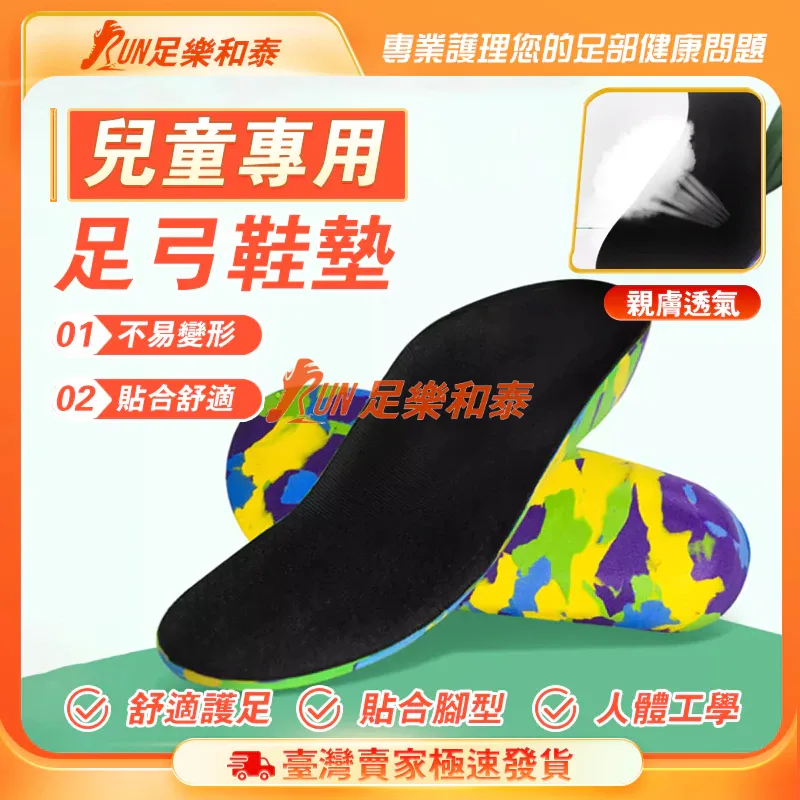 RUN足樂和泰
專業護理您的足部健康問題
兒童專用
足弓鞋墊
01 不易變形
02 貼合舒適
親膚透氣
RUN 足樂和泰
舒適護足
貼合腳型
人體工學
臺灣賣家極速發貨